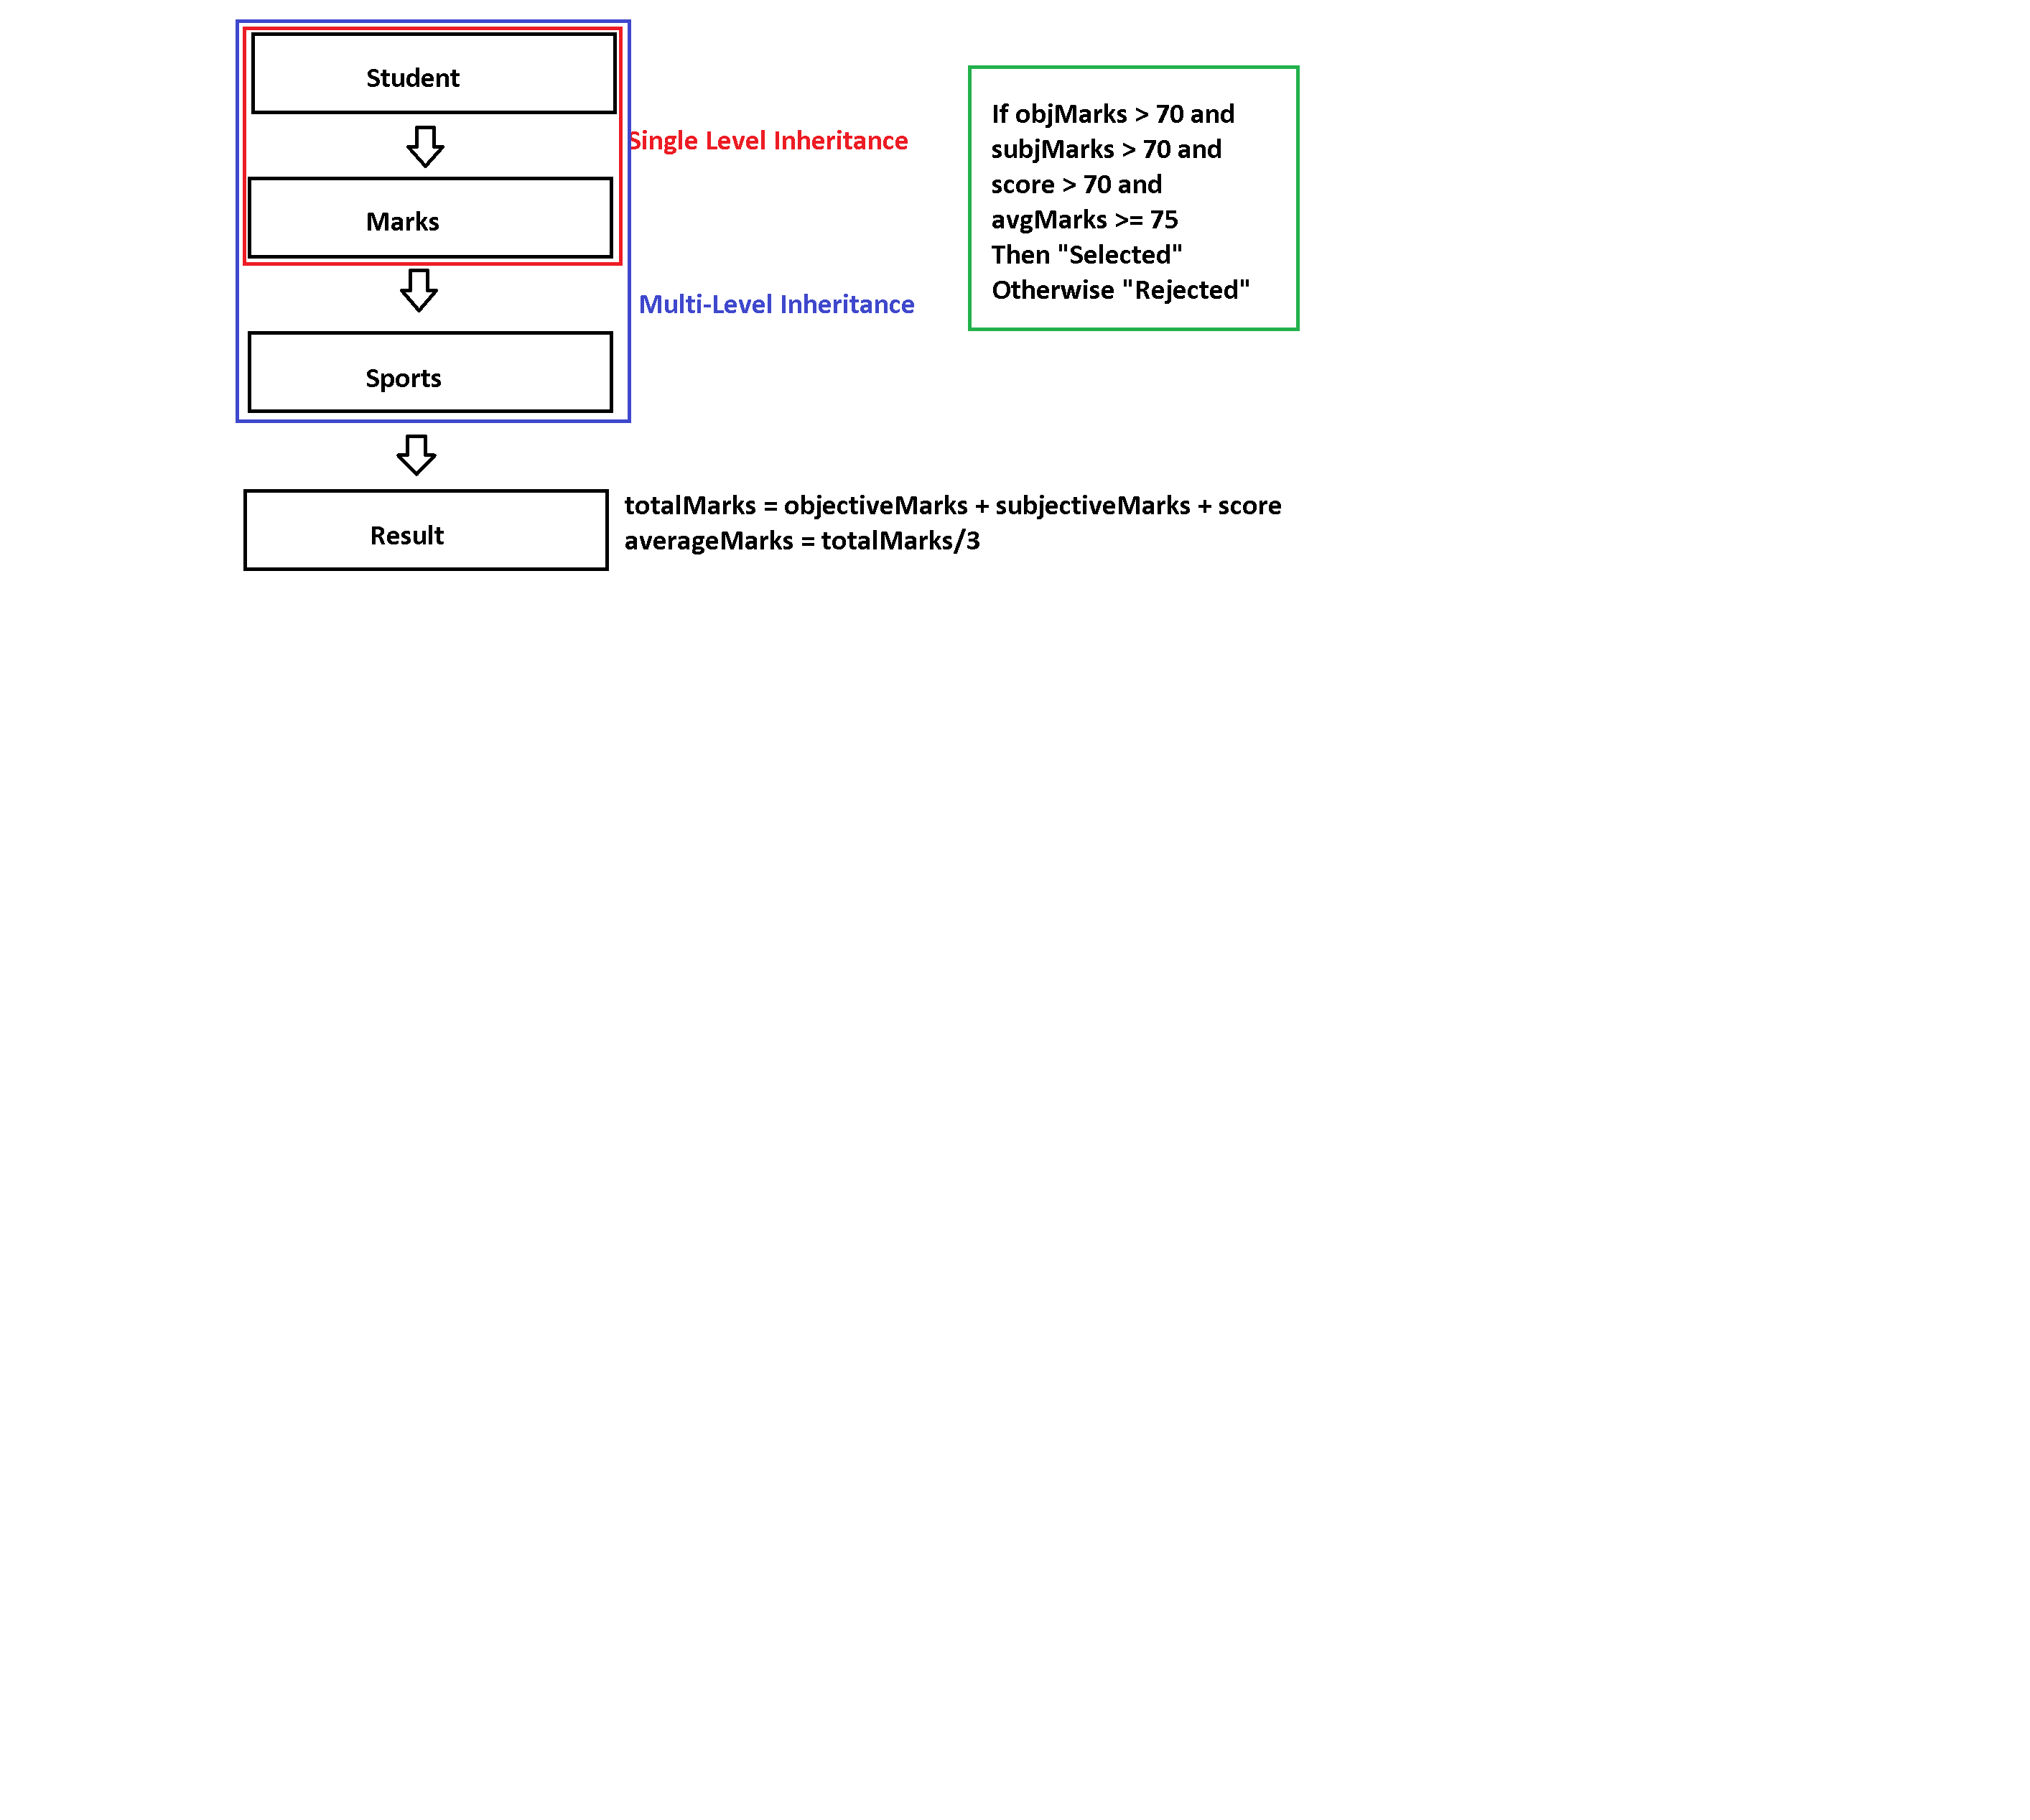 Student
Single Level Inheritance
Marks
Multi-Level Inheritance
Sports
Result
totalMarks = objectiveMarks + subjectiveMarks + score
averageMarks = totalMarks/3
If objMarks > 70 and
subjMarks > 70 and
score > 70 and
avgMarks >= 75
Then "Selected"
Otherwise "Rejected"